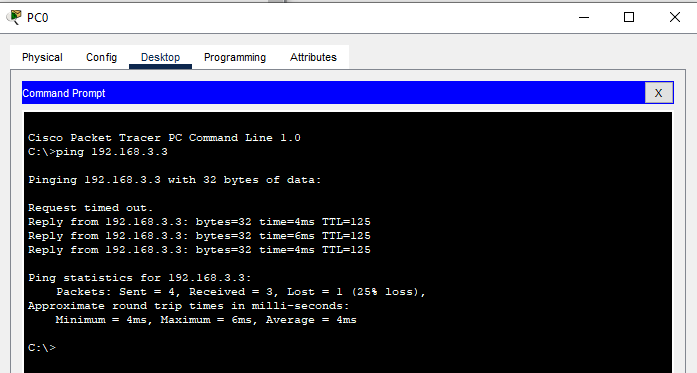 PC0
Physical Config Desktop Programming Attributes
Command Prompt X
Cisco Packet Tracer PC Command Line 1.0
C:\>ping 192.168.3.3
Pinging 192.168.3.3 with 32 bytes of data:
Request timed out.
Reply from 192.168.3.3: bytes=32 time=4ms TTL=125
Reply from 192.168.3.3: bytes=32 time=6ms TTL=125
Reply from 192.168.3.3: bytes=32 time=4ms TTL=125
Ping statistics for 192.168.3.3:
Packets: Sent = 4, Received = 3, Lost = 1 (25% loss),
Approximate round trip times in milli-seconds:
Minimum = 4ms, Maximum = 6ms, Average = 4ms
C:\>